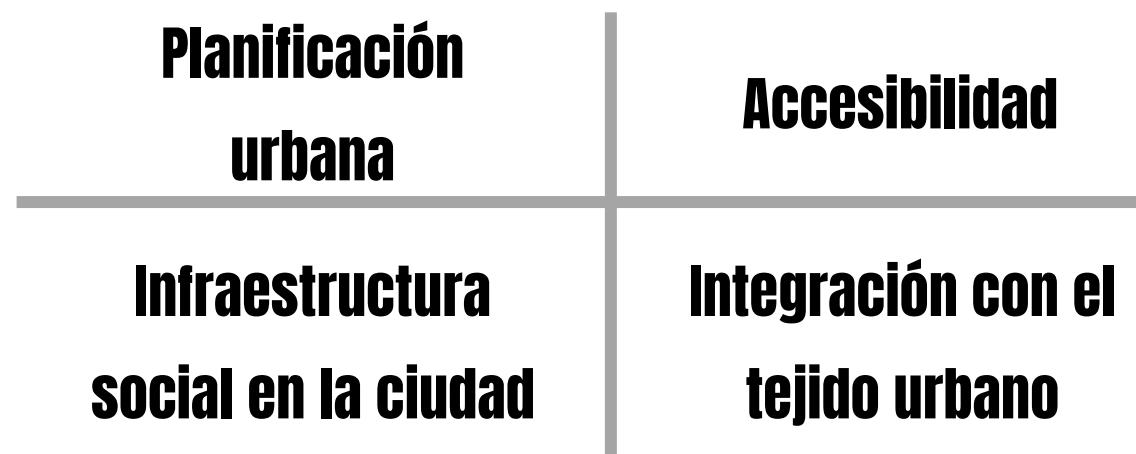 Planificación
urbana
Accesibilidad
Infraestructura
social en la ciudad
Integración con el
tejido urbano